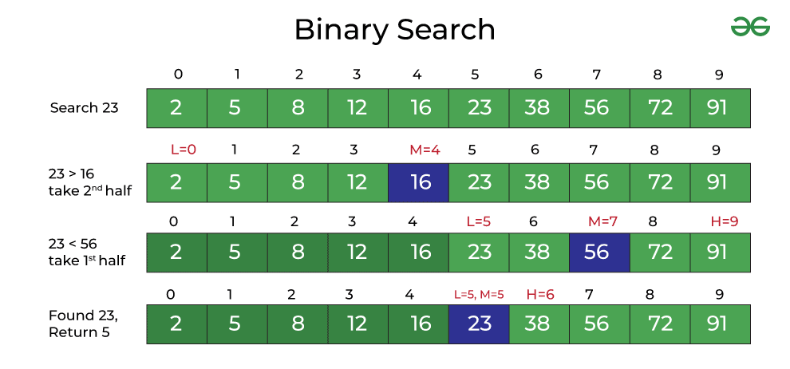 Binary Search
0 1 2 3 4 5 6 7 8 9
Search 23 2 5 8 12 16 23 38 56 72 91
L=0 1 2 3 M=4 5 6 7 8 9
23 > 16
take 2nd half
2 5 8 12 16 23 38 56 72 91
0 1 2 3 4 L=5 6 M=7 8 H=9
23 < 56
take 1st half
2 5 8 12 16 23 38 56 72 91
0 1 2 3 4 L=5, M=5 H=6 7 8 9
Found 23,
Return 5
2 5 8 12 16 23 38 56 72 91